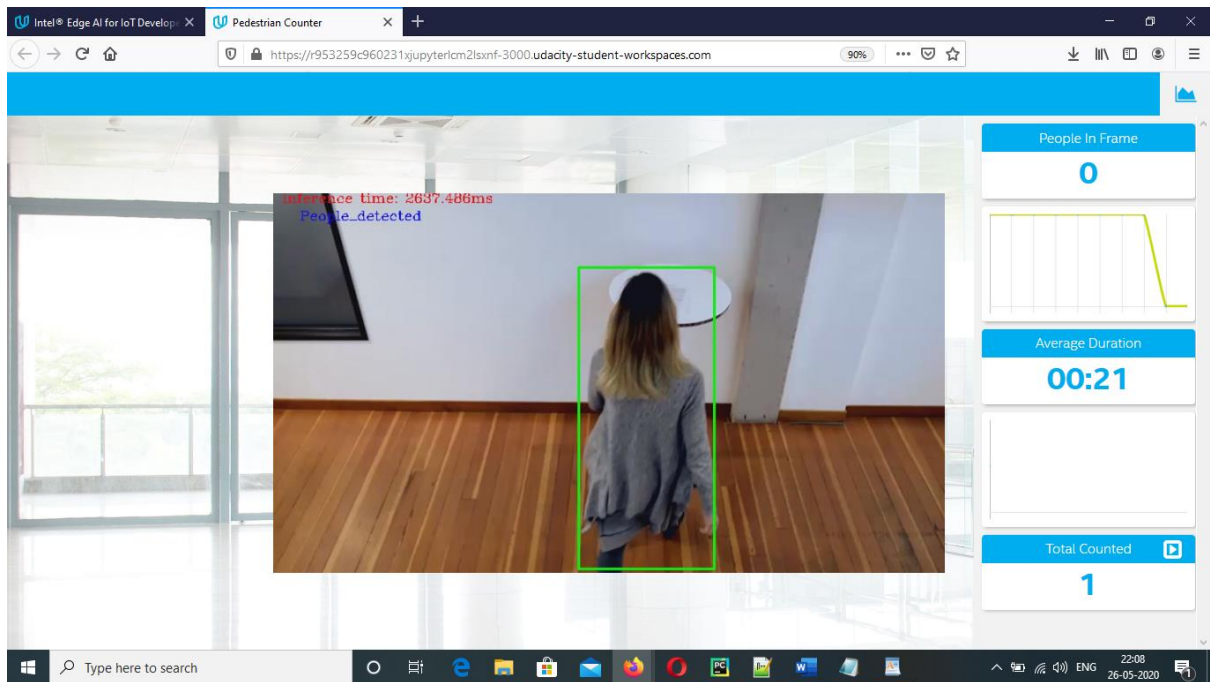 Intel® Edge AI for IoT Develop
Pedestrian Counter
https://r953259c960231xjupyterlcm2lsxnf-3000.udacity-student-workspaces.com
90%
People In Frame
0
Inference time: 2637.486ms
People_detected
Average Duration
00:21
Total Counted
1
Type here to search
ENG
22:08
26-05-2020
1